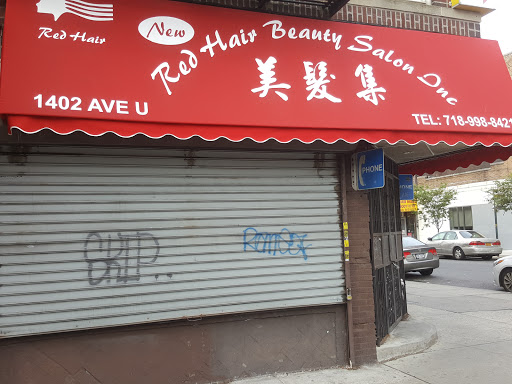 Red Hair
New
Red Hair Beauty Salon Inc
美髮集
1402 AVE U
TEL: 718-998-8421
PHONE